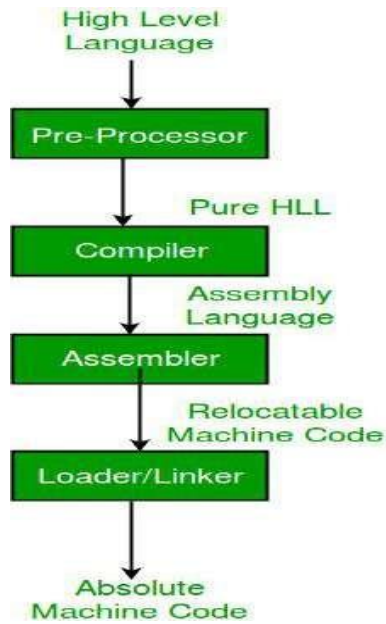 High Level
Language
Pre-Processor
Pure HLL
Compiler
Assembly
Language
Assembler
Relocatable
Machine Code
Loader/Linker
Absolute
Machine Code